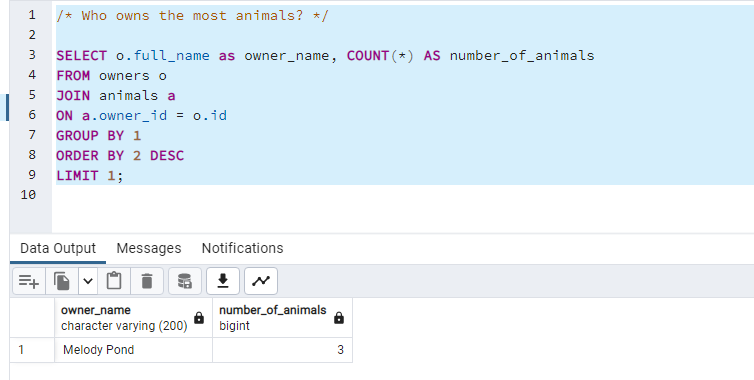 1 /* Who owns the most animals? */
2
3 SELECT o.full_name as owner_name, COUNT(*) AS number_of_animals
4 FROM owners o
5 JOIN animals a
6 ON a.owner_id = o.id
7 GROUP BY 1
8 ORDER BY 2 DESC
9 LIMIT 1;
10
Data Output Messages Notifications
owner_name number_of_animals
character varying (200) bigint
1 Melody Pond 3